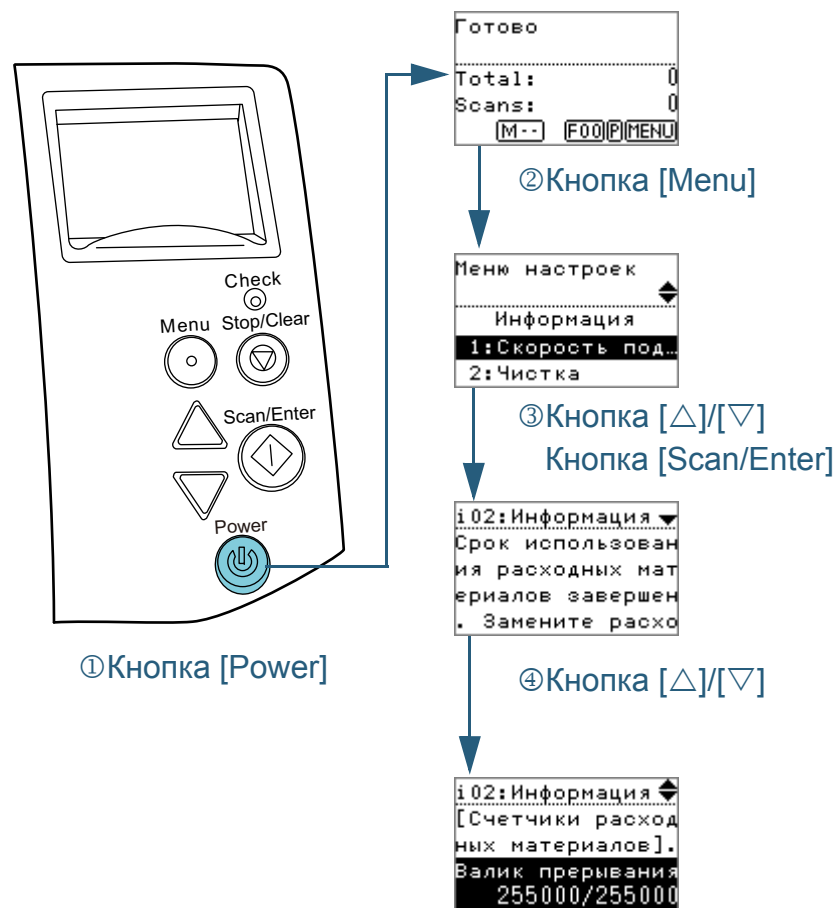 Готово
Total: 0
Scans: 0
M-- F00 P MENU
②Кнопка [Menu]
Check
Menu Stop/Clear
Scan/Enter
Power
①Кнопка [Power]
Меню настроек
Информация
1:Скорость под…
2:Чистка
③Кнопка [△]/[▽]
Кнопка [Scan/Enter]
i02:Информация
Срок использован
ия расходных мат
ериалов завершен
. Замените расхо
④Кнопка [△]/[▽]
i02:Информация
[Счетчики расход
ных материалов].
Валик прерывания
255000/255000